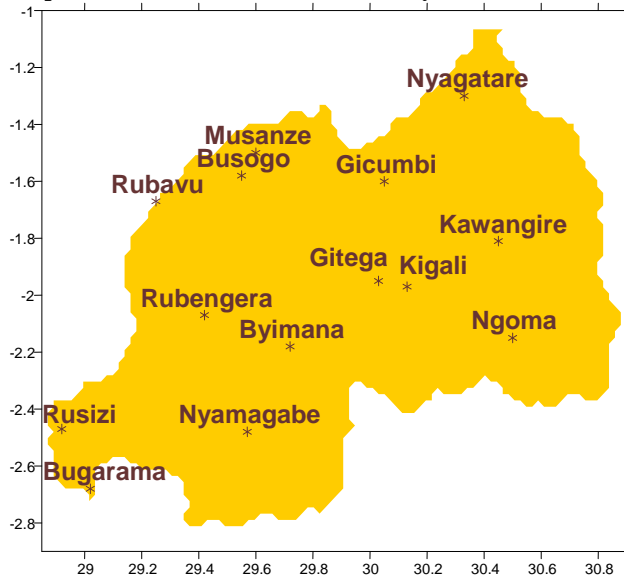 -1
Nyagatare
-1.2
-1.4
Musanze
Busogo
Gicumbi
-1.6
Rubavu
Kawangire
-1.8
Gitega
Kigali
-2
Rubengera
Ngoma
Byimana
-2.2
-2.4
Rusizi
Nyamagabe
-2.6
Bugarama
-2.8
29 29.2 29.4 29.6 29.8 30 30.2 30.4 30.6 30.8